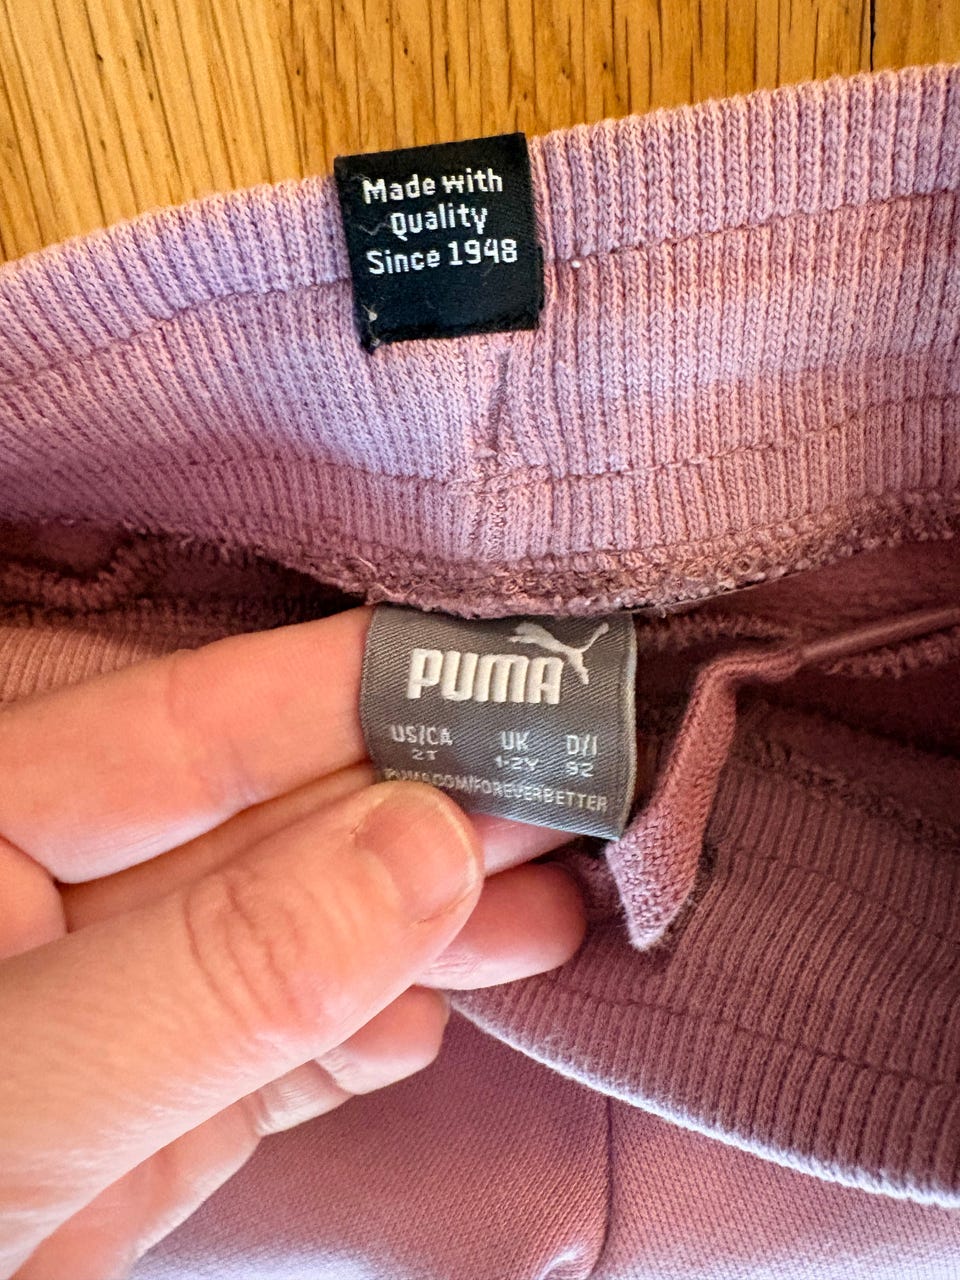 Made with
Quality
Since 1948
PUMA
US/CA UK D/I
2T 1-2Y 92
PUMA.COM/FOREVERBETTER